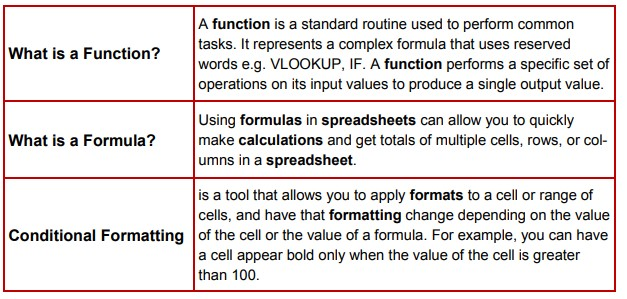 What is a Function?
A function is a standard routine used to perform common
tasks. It represents a complex formula that uses reserved
words e.g. VLOOKUP, IF. A function performs a specific set of
operations on its input values to produce a single output value.
What is a Formula?
Using formulas in spreadsheets can allow you to quickly
make calculations and get totals of multiple cells, rows, or col-
umns in a spreadsheet.
Conditional Formatting
is a tool that allows you to apply formats to a cell or range of
cells, and have that formatting change depending on the value
of the cell or the value of a formula. For example, you can have
a cell appear bold only when the value of the cell is greater
than 100.